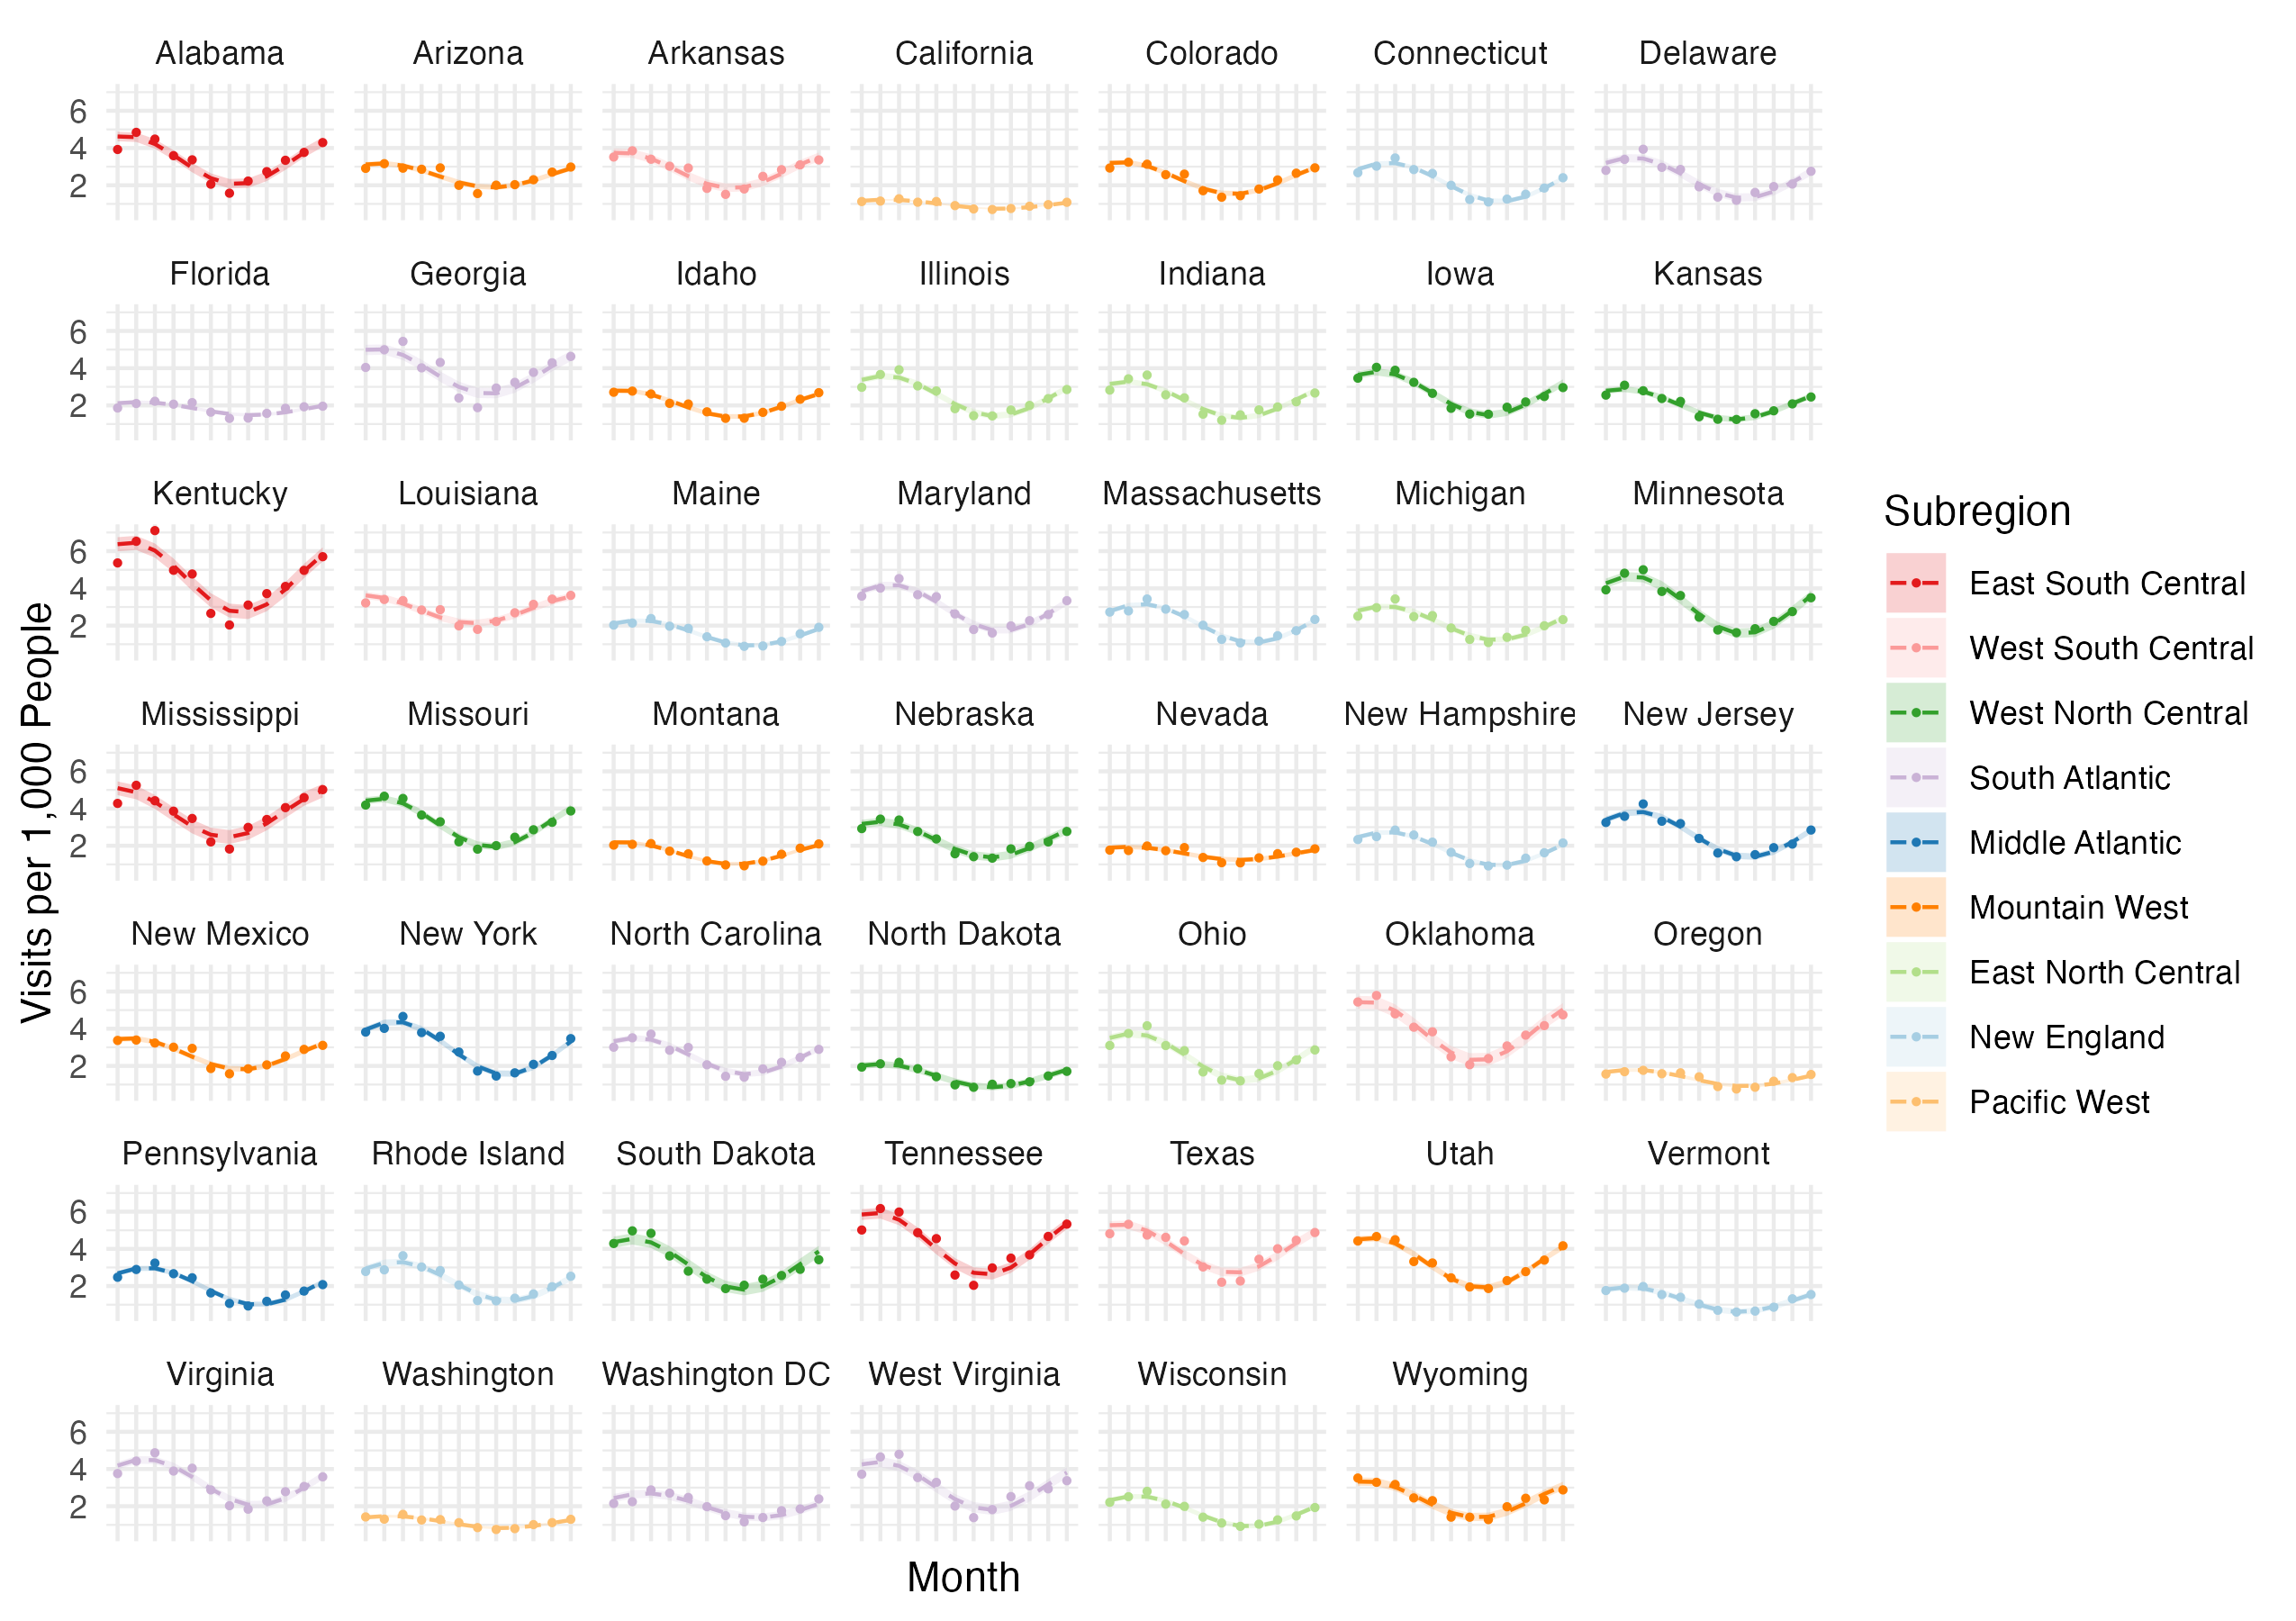 Alabama Arizona Arkansas California Colorado Connecticut Delaware
6
4
2
Florida Georgia Idaho Illinois Indiana Iowa Kansas
6
4
2
Kentucky Louisiana Maine Maryland Massachusetts Michigan Minnesota
6
4
2
Mississippi Missouri Montana Nebraska Nevada New Hampshire New Jersey
6
4
2
New Mexico New York North Carolina North Dakota Ohio Oklahoma Oregon
6
4
2
Pennsylvania Rhode Island South Dakota Tennessee Texas Utah Vermont
6
4
2
Virginia Washington Washington DC West Virginia Wisconsin Wyoming
6
4
2
Visits per 1,000 People
Month
Subregion
East South Central
West South Central
West North Central
South Atlantic
Middle Atlantic
Mountain West
East North Central
New England
Pacific West